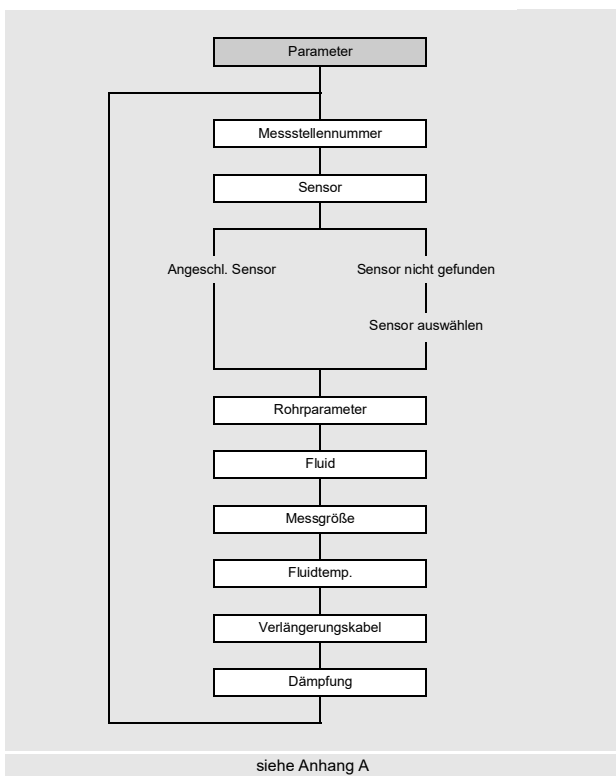 Parameter
Messstellennummer
Sensor
Angeschl. Sensor
Sensor nicht gefunden
Sensor auswählen
Rohrparameter
Fluid
Messgröße
Fluidtemp.
Verlängerungskabel
Dämpfung
siehe Anhang A